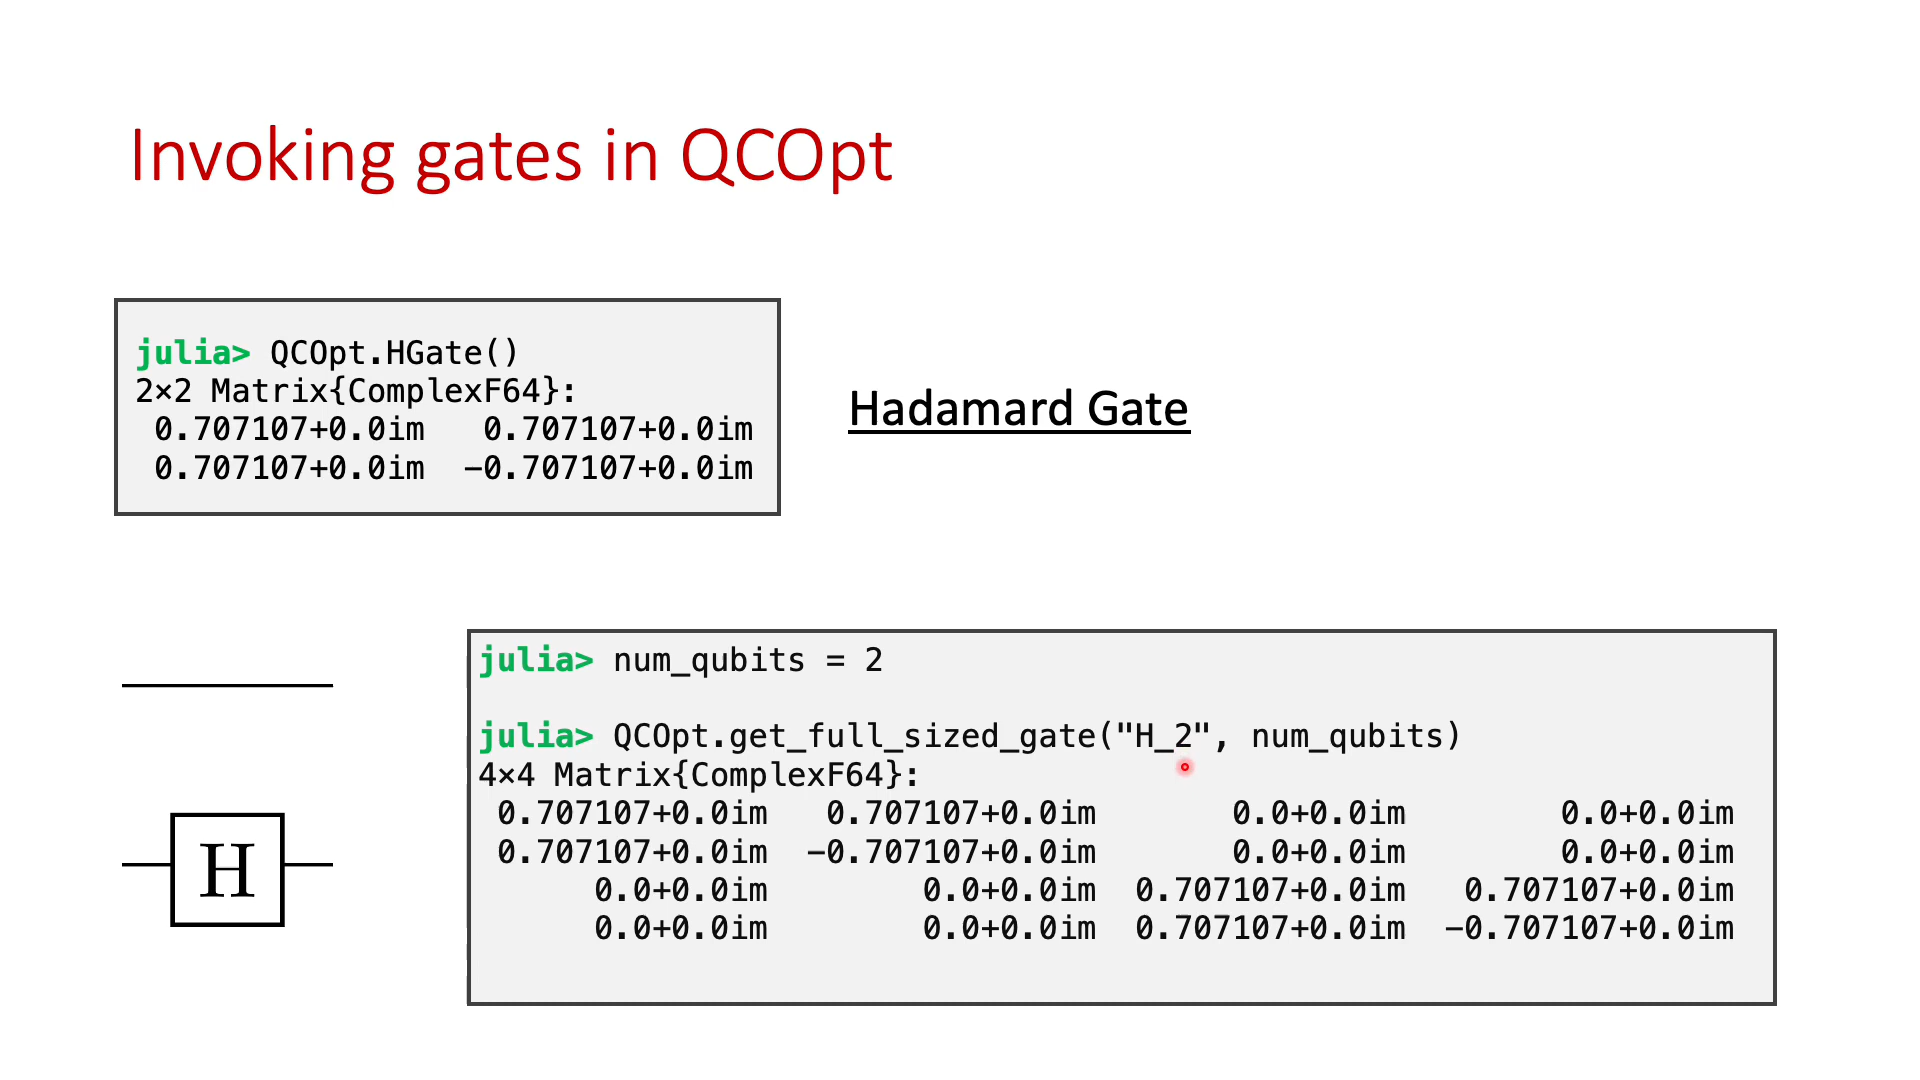 Invoking gates in QCOpt
julia> QCOpt.HGate()
2×2 Matrix{ComplexF64}:
0.707107+0.0im 0.707107+0.0im
0.707107+0.0im −0.707107+0.0im
Hadamard Gate
julia> num_qubits = 2
julia> QCOpt.get_full_sized_gate("H_2", num_qubits)
4×4 Matrix{ComplexF64}:
0.707107+0.0im 0.707107+0.0im 0.0+0.0im 0.0+0.0im
0.707107+0.0im −0.707107+0.0im 0.0+0.0im 0.0+0.0im
0.0+0.0im 0.0+0.0im 0.707107+0.0im 0.707107+0.0im
0.0+0.0im 0.0+0.0im 0.707107+0.0im −0.707107+0.0im
H